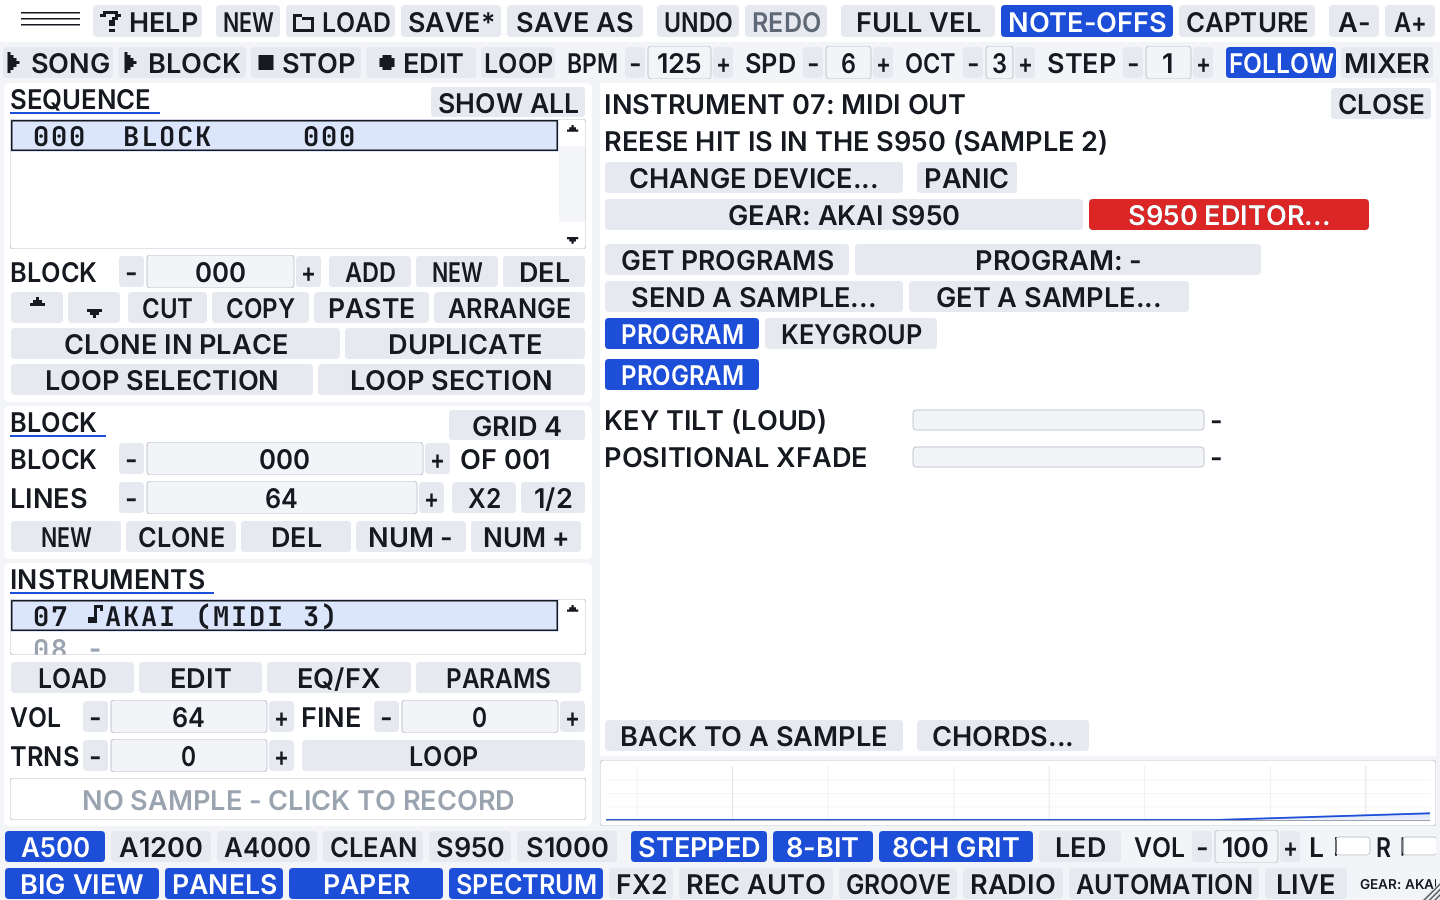 ? HELP NEW LOAD SAVE* SAVE AS UNDO REDO FULL VEL NOTE-OFFS CAPTURE A- A+
SONG BLOCK STOP EDIT LOOP BPM - 125 + SPD - 6 + OCT - 3 + STEP - 1 + FOLLOW MIXER
SEQUENCE SHOW ALL
000 BLOCK 000
BLOCK - 000 + ADD NEW DEL
CUT COPY PASTE ARRANGE
CLONE IN PLACE DUPLICATE
LOOP SELECTION LOOP SECTION
BLOCK GRID 4
BLOCK - 000 + OF 001
LINES - 64 + X2 1/2
NEW CLONE DEL NUM - NUM +
INSTRUMENTS
07 ♪AKAI (MIDI 3)
08 -
LOAD EDIT EQ/FX PARAMS
VOL - 64 + FINE - 0 +
TRNS - 0 + LOOP
NO SAMPLE - CLICK TO RECORD
INSTRUMENT 07: MIDI OUT CLOSE
REESE HIT IS IN THE S950 (SAMPLE 2)
CHANGE DEVICE... PANIC
GEAR: AKAI S950 S950 EDITOR...
GET PROGRAMS PROGRAM: -
SEND A SAMPLE... GET A SAMPLE...
PROGRAM KEYGROUP
PROGRAM
KEY TILT (LOUD) -
POSITIONAL XFADE -
BACK TO A SAMPLE CHORDS...
A500 A1200 A4000 CLEAN S950 S1000 STEPPED 8-BIT 8CH GRIT LED VOL - 100 + L R
BIG VIEW PANELS PAPER SPECTRUM FX2 REC AUTO GROOVE RADIO AUTOMATION LIVE GEAR: AKAI